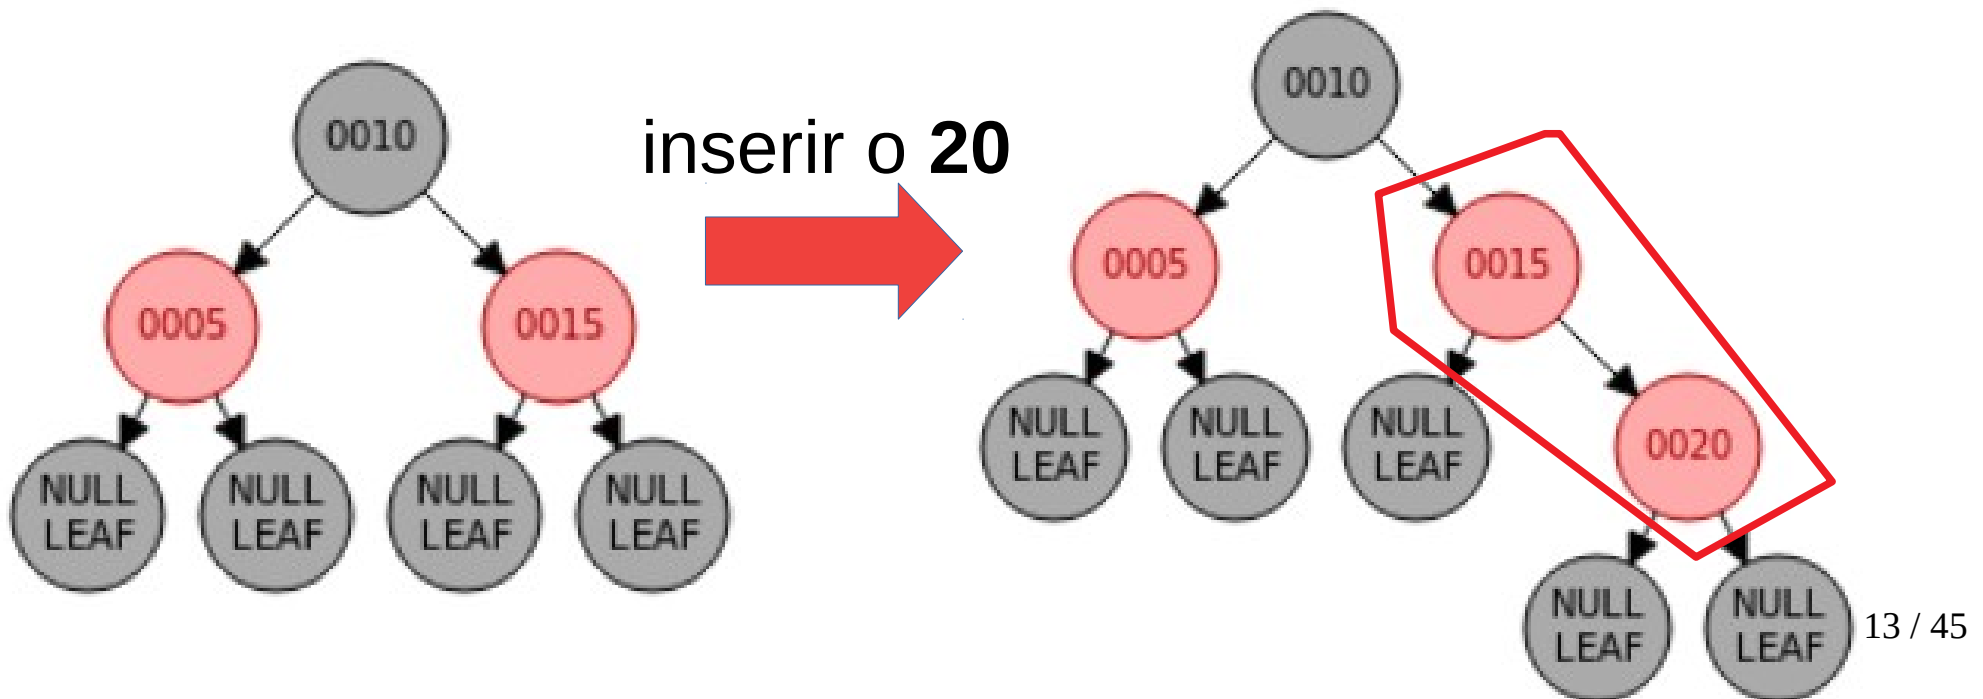 0010
0005
0015
NULL
LEAF
NULL
LEAF
NULL
LEAF
NULL
LEAF
inserir o 20
0010
0005
0015
NULL
LEAF
NULL
LEAF
NULL
LEAF
0020
NULL
LEAF
NULL
LEAF
13 / 45